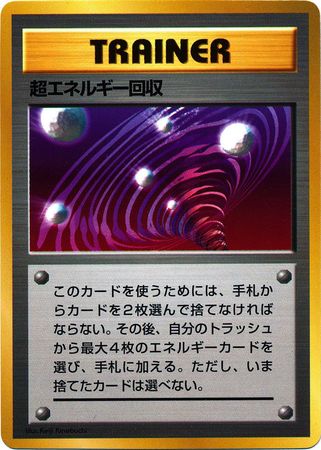 TRAINER
超エネルギー回収
このカードを使うためには、手札か
らカードを2枚選んで捨てなければ
ならない。その後、自分のトラッシュ
から最大4枚のエネルギーカードを
選び、手札に加える。ただし、いま
捨てたカードは選べない。
Illus. Keiji Kinebuchi